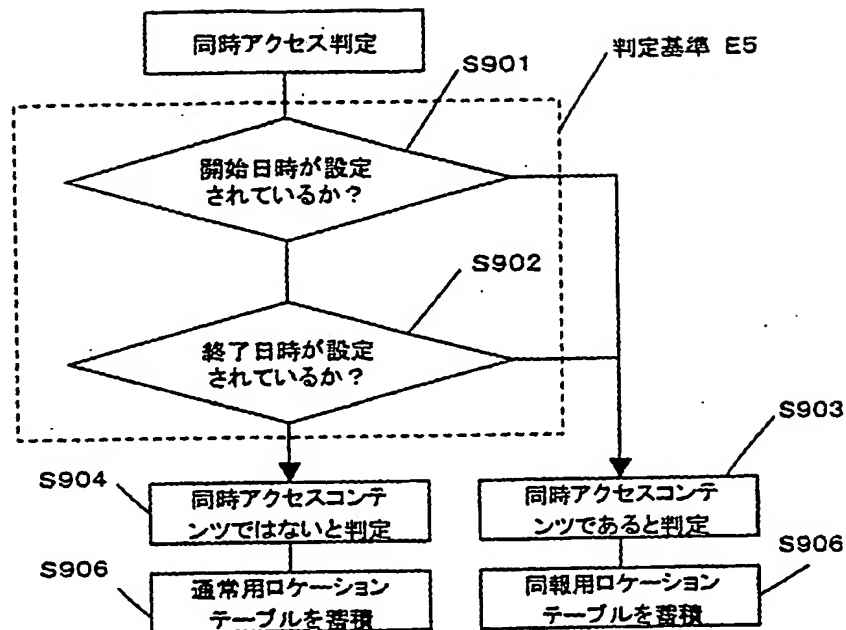 同時アクセス判定
S901
判定基準 E5
開始日時が設定
されているか？
S902
終了日時が設定
されているか？
S903
S904
同時アクセスコンテ
ンツではないと判定
同時アクセスコンテ
ンツであると判定
S906
S906
通常用ロケーション
テーブルを蓄積
同報用ロケーション
テーブルを蓄積